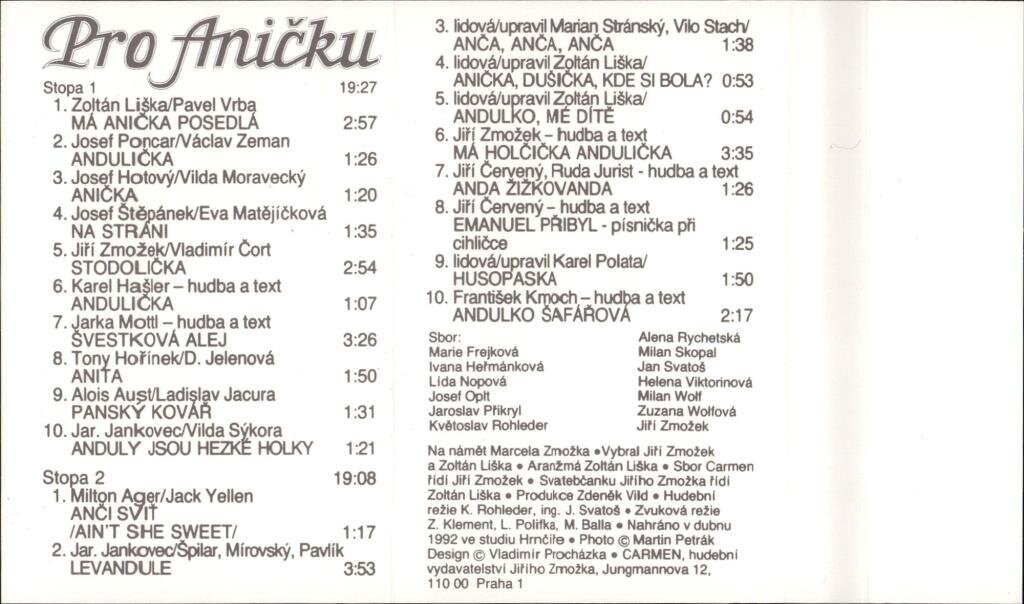 Pro Aničku
Stopa 1 19:27
1. Zoltán Liška/Pavel Vrba
MÁ ANIČKA POSEDLÁ 2:57
2. Josef Poncar/Václav Zeman
ANDULIČKA 1:26
3. Josef Hotový/Vilda Moravecký
ANIČKA 1:20
4. Josef Štěpánek/Eva Matějíčková
NA STRÁNI 1:35
5. Jiří Zmožek/Vladimír Čort
STODOLIČKA 2:54
6. Karel Hašler – hudba a text
ANDULIČKA 1:07
7. Jarka Mottl – hudba a text
ŠVESTKOVÁ ALEJ 3:26
8. Tony Hořínek/D. Jelenová
ANITA 1:50
9. Alois Aust/Ladislav Jacura
PANSKÝ KOVÁŘ 1:31
10. Jar. Jankovec/Vilda Sýkora
ANDULY JSOU HEZKÉ HOLKY 1:21
Stopa 2 19:08
1. Milton Ager/Jack Yellen
ANČI SVIŤ
/AIN'T SHE SWEET/ 1:17
2. Jar. Jankovec/Špilar, Mírovský, Pavlík
LEVANDULE 3:53
3. lidová/upravil Marian Stránský, Vilo Stach/
ANČA, ANČA, ANČA 1:38
4. lidová/upravil Zoltán Liška/
ANIČKA, DUŠIČKA, KDE SI BOLA? 0:53
5. lidová/upravil Zoltán Liška/
ANDULKO, MÉ DÍTĚ 0:54
6. Jiří Zmožek – hudba a text
MÁ HOLČIČKA ANDULIČKA 3:35
7. Jiří Červený, Ruda Jurist - hudba a text
ANDA ŽIŽKOVANDA 1:26
8. Jiří Červený – hudba a text
EMANUEL PŘIBYL - písnička při
cihličce 1:25
9. lidová/upravil Karel Polata/
HUSOPASKA 1:50
10. František Kmoch – hudba a text
ANDULKO ŠAFÁŘOVÁ 2:17
Sbor: Alena Rychetská
Marie Frejková Milan Skopal
Ivana Heřmánková Jan Svatoš
Lída Nopová Helena Viktorinová
Josef Oplt Milan Wolf
Jaroslav Přikryl Zuzana Wolfová
Květoslav Rohleder Jiří Zmožek
Na námět Marcela Zmožka • Vybral Jiří Zmožek
a Zoltán Liška • Aranžmá Zoltán Liška • Sbor Carmen
řídí Jiří Zmožek • Svatebčanku Jiřího Zmožka řídí
Zoltán Liška • Produkce Zdeněk Vild • Hudební
režie K. Rohleder, ing. J. Svatoš • Zvuková režie
Z. Klement, L. Polifka, M. Balla • Nahráno v dubnu
1992 ve studiu Hrnčíře • Photo © Martin Petrák
Design © Vladimír Procházka • CARMEN, hudební
vydavatelství Jiřího Zmožka, Jungmannova 12,
110 00 Praha 1